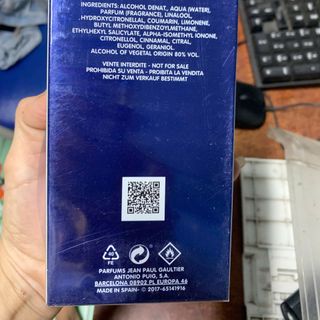 INGREDIENTS: ALCOHOL DENAT., AQUA (WATER),
PARFUM (FRAGRANCE), LINALOOL,
HYDROXYCITRONELLAL, COUMARIN, LIMONENE,
BUTYL METHOXYDIBENZOYLMETHANE,
ETHYLHEXYL SALICYLATE, ALPHA-ISOMETHYL IONONE,
CITRONELLOL, CINNAMAL, CITRAL,
EUGENOL, GERANIOL.
ALCOHOL OF VEGETAL ORIGIN 80% VOL.
VENTE INTERDITE - NOT FOR SALE
PROHIBIDA SU VENTA - PROIBITA LA VENDITA
NICHT ZUM VERKAUF BESTIMMT
PARFUMS JEAN PAUL GAULTIER
ANTONIO PUIG, S.A.
BARCELONA 08902 PL EUROPA 46
MADE IN SPAIN- © 2017-65141916